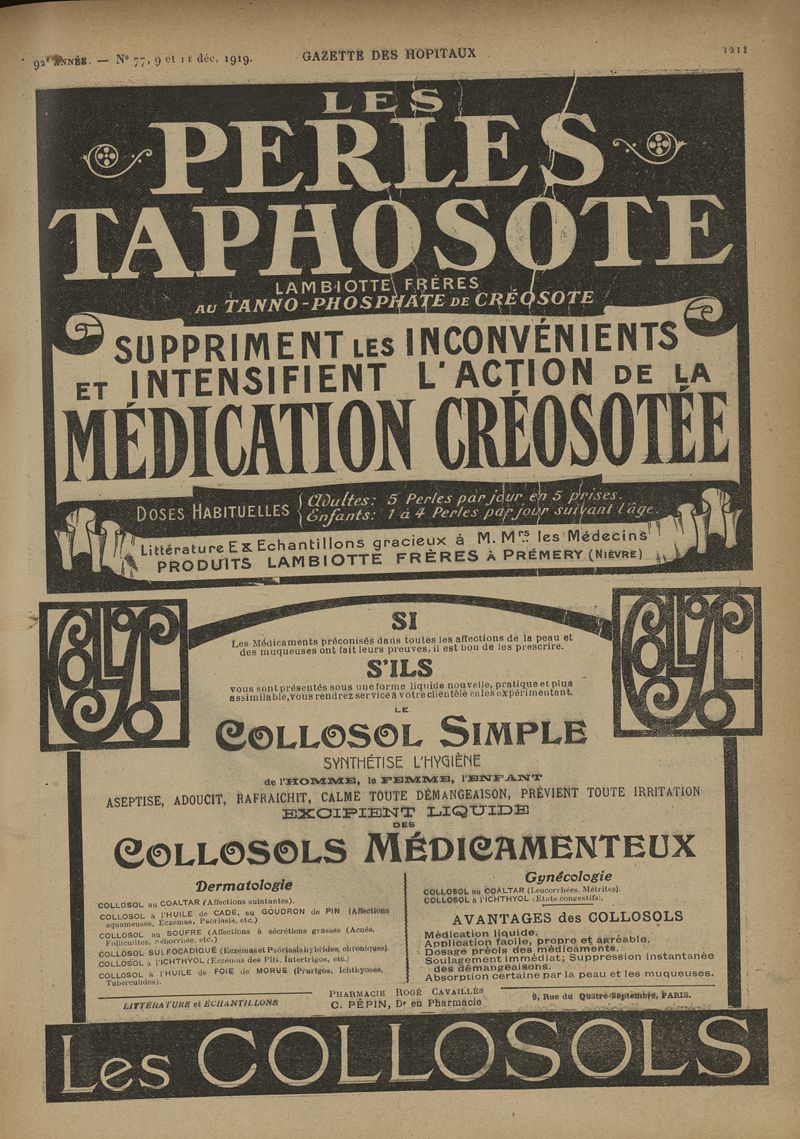 92e ANNÉE. — N° 77, 9 et 11 déc. 1919. GAZETTE DES HOPITAUX 1211
LES
PERLES
TAPHOSOTE
LAMBIOTTE FRÈRES
AU TANNO-PHOSPHATE DE CRÉOSOTE
SUPPRIMENT LES INCONVÉNIENTS
ET INTENSIFIENT L'ACTION DE LA
MÉDICATION CRÉOSOTÉE
DOSES HABITUELLES { Adultes: 5 Perles par jour en 5 prises.
Enfants: 1 à 4 Perles par jour suivant l'âge.
Littérature Ex Echantillons gracieux à M. Mrs les Médecins
PRODUITS LAMBIOTTE FRÈRES À PRÉMERY (NIÈVRE)
SI
Les Médicaments préconisés dans toutes les affections de la peau et
des muqueuses ont fait leurs preuves, il est bon de les prescrire.
S'ILS
vous sont présentés sous une forme liquide nouvelle, pratique et plus
assimilable, vous rendrez service à votre clientèle en les expérimentant.
LE
COLLOSOL SIMPLE
SYNTHÉTISE L'HYGIÈNE
de l'HOMME, la FEMME, l'ENFANT
ASEPTISE, ADOUCIT, RAFRAICHIT, CALME TOUTE DÉMANGEAISON, PRÉVIENT TOUTE IRRITATION
EXCIPIENT LIQUIDE
DES
COLLOSOLS MÉDICAMENTEUX
Dermatologie
COLLOSOL au COALTAR (Affections suintantes).
COLLOSOL à l'HUILE de CADE, au GOUDRON de PIN (Affections
squameuses, Eczémas, Psoriasis, etc.)
COLLOSOL au SOUFRE (Affections à sécrétions grasses (Acnés,
Folliculites, Séborrhée, etc.)
COLLOSOL SULFOCADIQUE (Eczémas et Psoriasis hybrides, chroniques).
COLLOSOL à l'ICHTHYOL (Eczémas des Plis, Intertrigos, etc.)
COLLOSOL à l'HUILE de FOIE de MORUE (Prurigos, Ichthyoses,
Tuberculides).
Gynécologie
COLLOSOL au COALTAR (Leucorrhées, Métrites).
COLLOSOL à l'ICHTHYOL (Etats congestifs).
AVANTAGES des COLLOSOLS
Médication liquide.
Application facile, propre et agréable.
Dosage précis des médicaments.
Soulagement immédiat; Suppression instantanée
des démangeaisons.
Absorption certaine par la peau et les muqueuses.
LITTÉRATURE et ÉCHANTILLONS
PHARMACIE ROGÉ CAVAILLÈS
C. PÉPIN, Dr en Pharmacie
9, Rue du Quatre-Septembre, PARIS.
Les COLLOSOLS